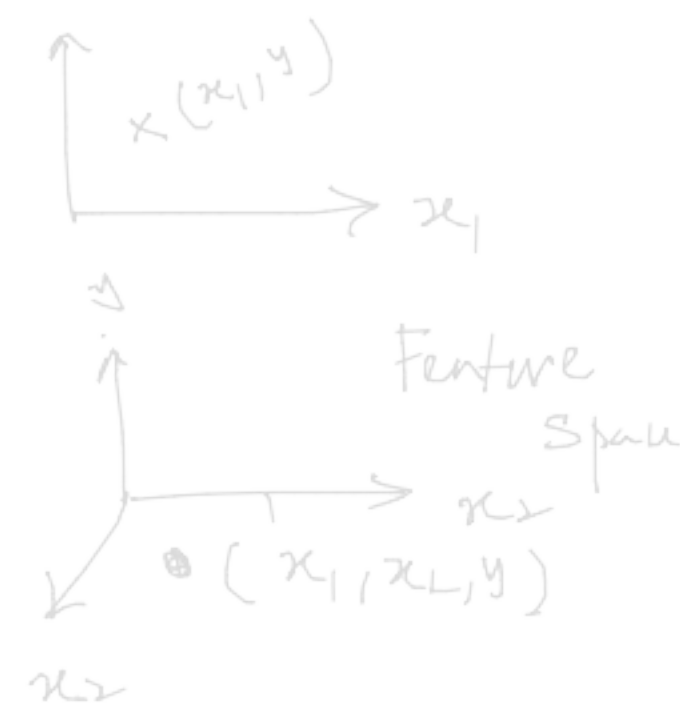 x (x₁, y)
x₁
y
Feature
Space
x₂
(x₁, x₂, y)
x₂